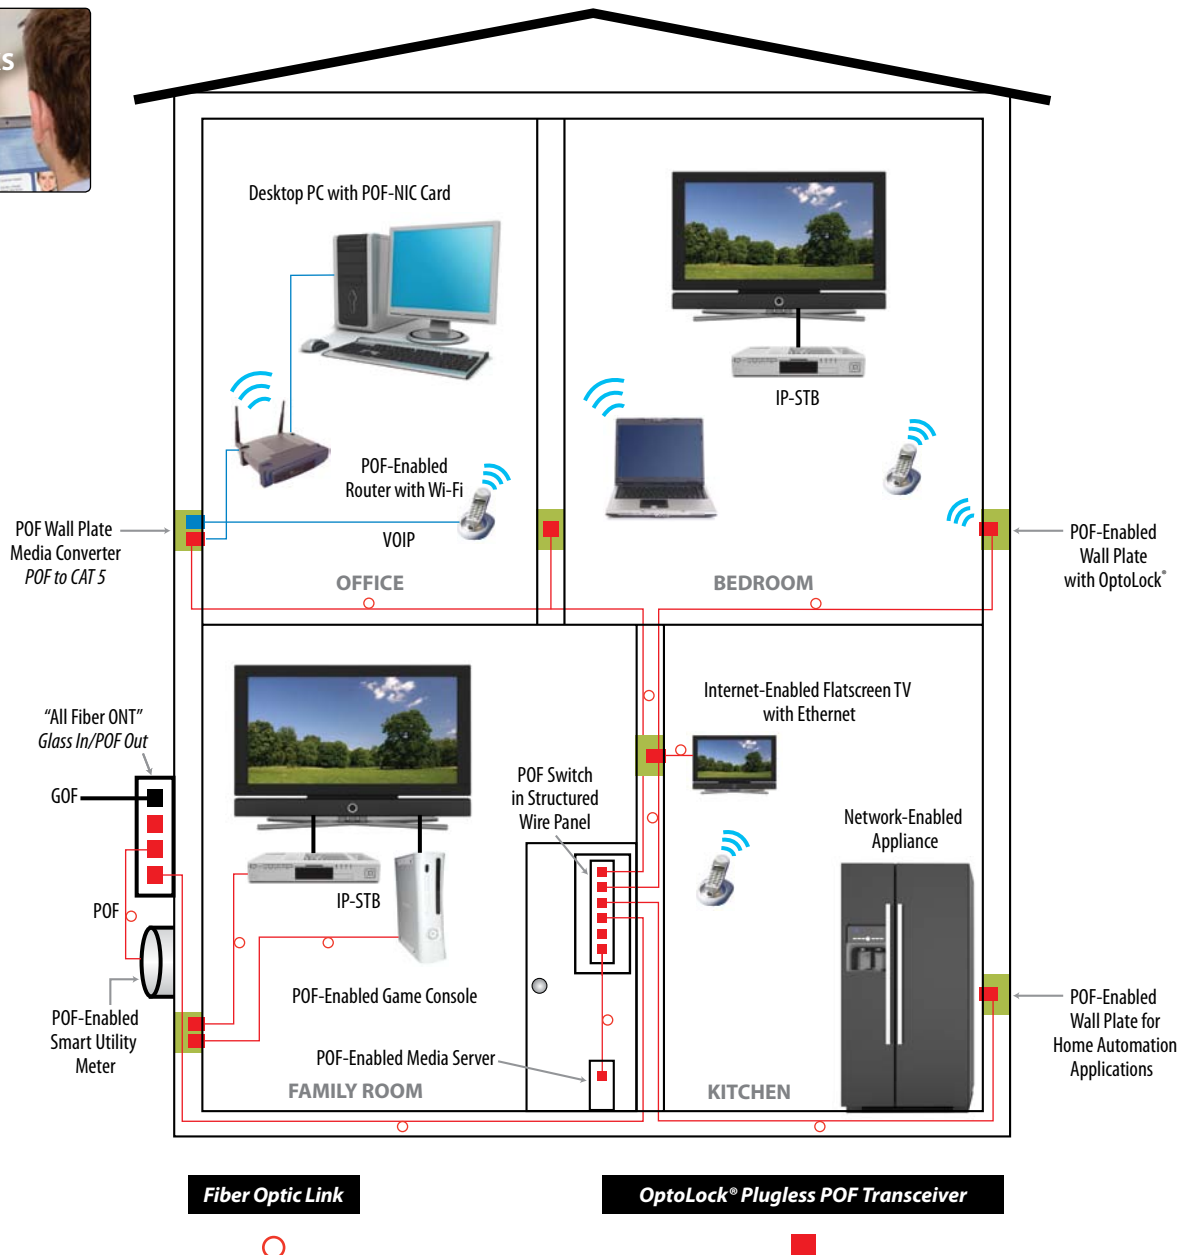 Desktop PC with POF-NIC Card
IP-STB
POF-Enabled
Router with Wi-Fi
VOIP
POF Wall Plate
Media Converter
POF to CAT 5
POF-Enabled
Wall Plate
with OptoLock®
OFFICE
BEDROOM
"All Fiber ONT"
Glass In/POF Out
GOF
POF
POF-Enabled
Smart Utility
Meter
Internet-Enabled Flatscreen TV
with Ethernet
POF Switch
in Structured
Wire Panel
Network-Enabled
Appliance
IP-STB
POF-Enabled Game Console
POF-Enabled Media Server
FAMILY ROOM
KITCHEN
POF-Enabled
Wall Plate for
Home Automation
Applications
Fiber Optic Link
OptoLock® Plugless POF Transceiver